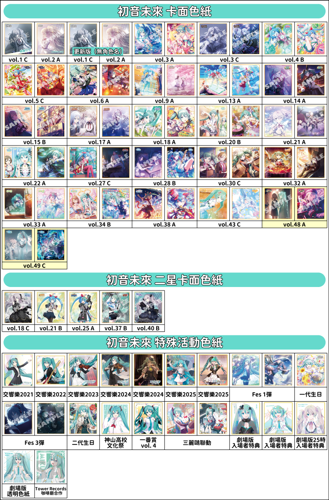 初音未來 卡面色紙
[更新版 無角色名]
vol.1 C vol.2 A vol.1 C vol.2 A vol.3 A vol.3 C vol.4 B
vol.5 C vol.6 A vol.9 A vol.13 A vol.14 A
vol.15 B vol.17 A vol.18 A vol.20 B vol.21 A
vol.22 A vol.27 C vol.28 B vol.30 C vol.32 A
vol.33 A vol.34 B vol.38 A vol.43 C vol.48 A
vol.49 C
初音未來 二星卡面色紙
vol.18 C vol.21 B vol.25 A vol.37 B vol.40 B
初音未來 特殊活動色紙
交響樂2021 交響樂2022 交響樂2023 交響樂2024 交響樂2025 交響樂2025 Fes 1彈 一代生日
Fes 3彈 二代生日 神山高校 一番賞 三麗鷗聯動 劇場版 劇場版 劇場版25時
文化祭 vol. 4 入場者特典 入場者特典 入場者特典
劇場版 Tower Records
透明色紙 咖啡廳合作